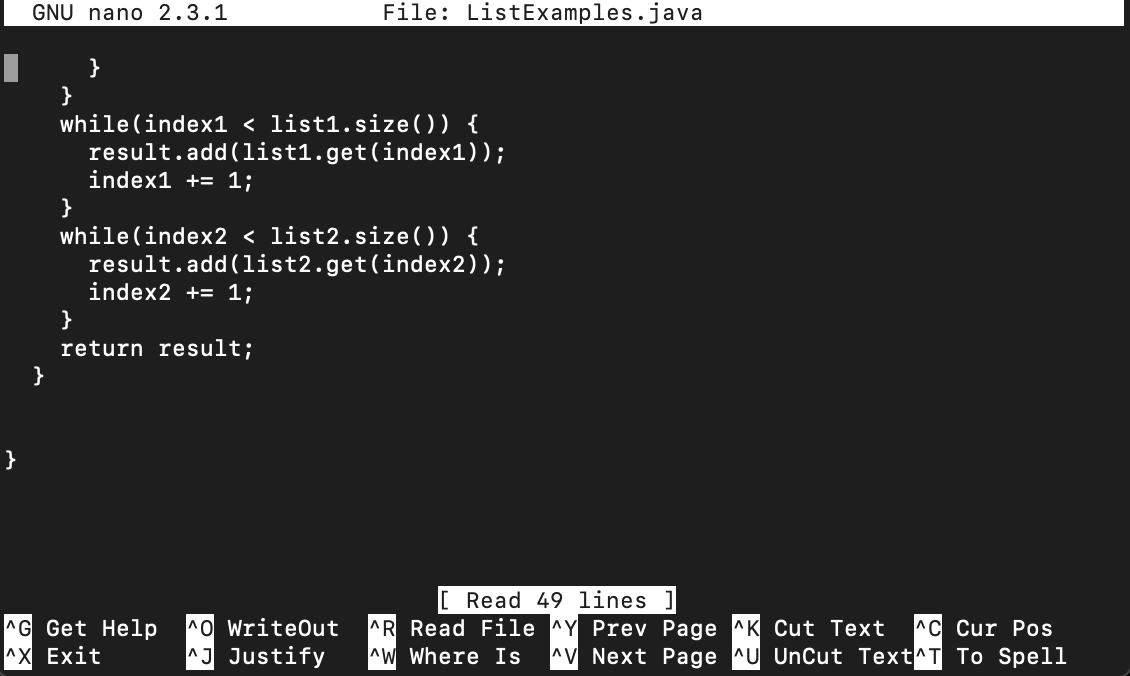 GNU nano 2.3.1 File: ListExamples.java
      }
    }
    while(index1 < list1.size()) {
      result.add(list1.get(index1));
      index1 += 1;
    }
    while(index2 < list2.size()) {
      result.add(list2.get(index2));
      index2 += 1;
    }
    return result;
  }
}
[ Read 49 lines ]
^G Get Help ^O WriteOut ^R Read File ^Y Prev Page ^K Cut Text ^C Cur Pos
^X Exit ^J Justify ^W Where Is ^V Next Page ^U UnCut Text ^T To Spell